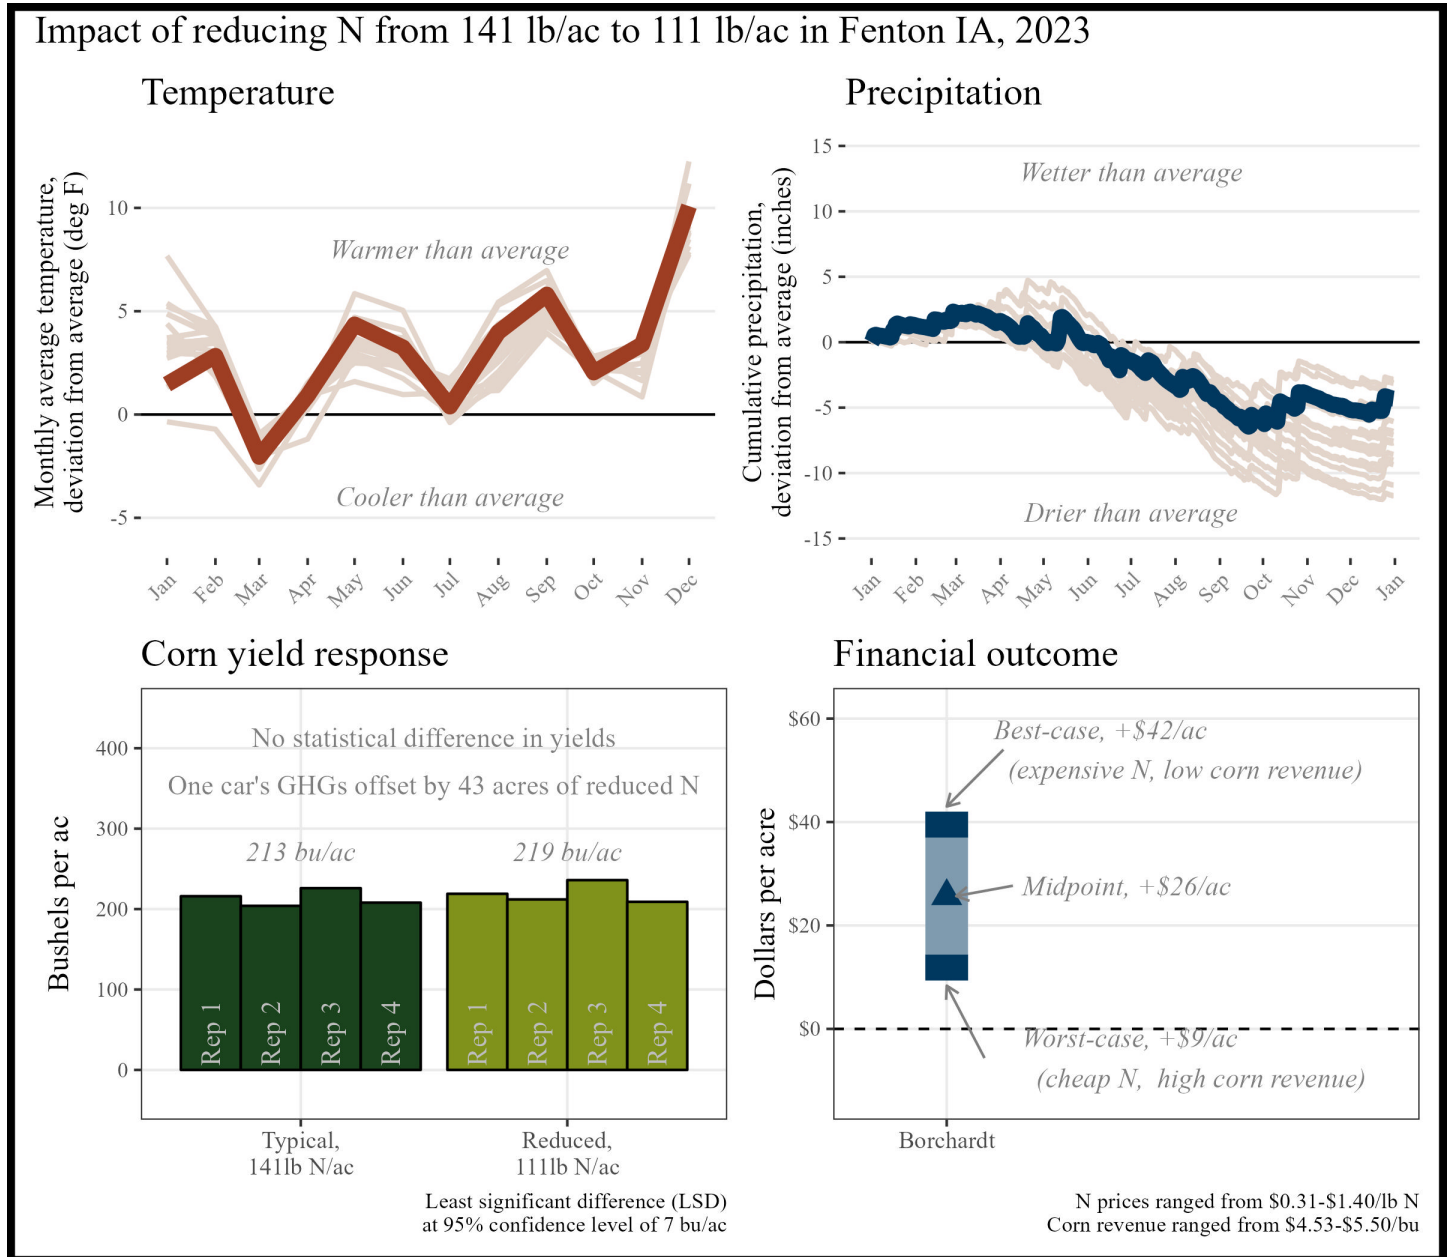 Impact of reducing N from 141 lb/ac to 111 lb/ac in Fenton IA, 2023
Temperature
Monthly average temperature,
deviation from average (deg F)
10
5
0
-5
Warmer than average
Cooler than average
Jan
Feb
Mar
Apr
May
Jun
Jul
Aug
Sep
Oct
Nov
Dec
Precipitation
Cumulative precipitation,
deviation from average (inches)
15
10
5
0
-5
-10
-15
Wetter than average
Drier than average
Jan
Feb
Mar
Apr
May
Jun
Jul
Aug
Sep
Oct
Nov
Dec
Jan
Corn yield response
Bushels per ac
400
300
200
100
0
No statistical difference in yields
One car's GHGs offset by 43 acres of reduced N
213 bu/ac
219 bu/ac
Rep 1
Rep 2
Rep 3
Rep 4
Rep 1
Rep 2
Rep 3
Rep 4
Typical,
141lb N/ac
Reduced,
111lb N/ac
Least significant difference (LSD)
at 95% confidence level of 7 bu/ac
Financial outcome
Dollars per acre
$60
$40
$20
$0
Best-case, +$42/ac
(expensive N, low corn revenue)
Midpoint, +$26/ac
Worst-case, +$9/ac
(cheap N,  high corn revenue)
Borchardt
N prices ranged from $0.31-$1.40/lb N
Corn revenue ranged from $4.53-$5.50/bu